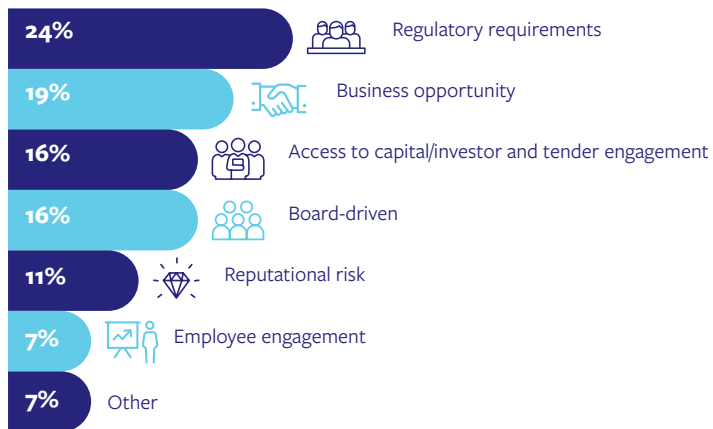 24% Regulatory requirements
19% Business opportunity
16% Access to capital/investor and tender engagement
16% Board-driven
11% Reputational risk
7% Employee engagement
7% Other